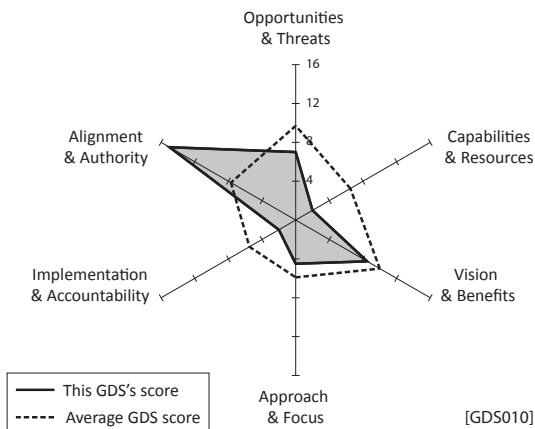 Opportunities
& Threats
16
12
8
4
Alignment
& Authority
Capabilities
& Resources
Implementation
& Accountability
Vision
& Benefits
Approach
& Focus
This GDS's score
Average GDS score
[GDS010]